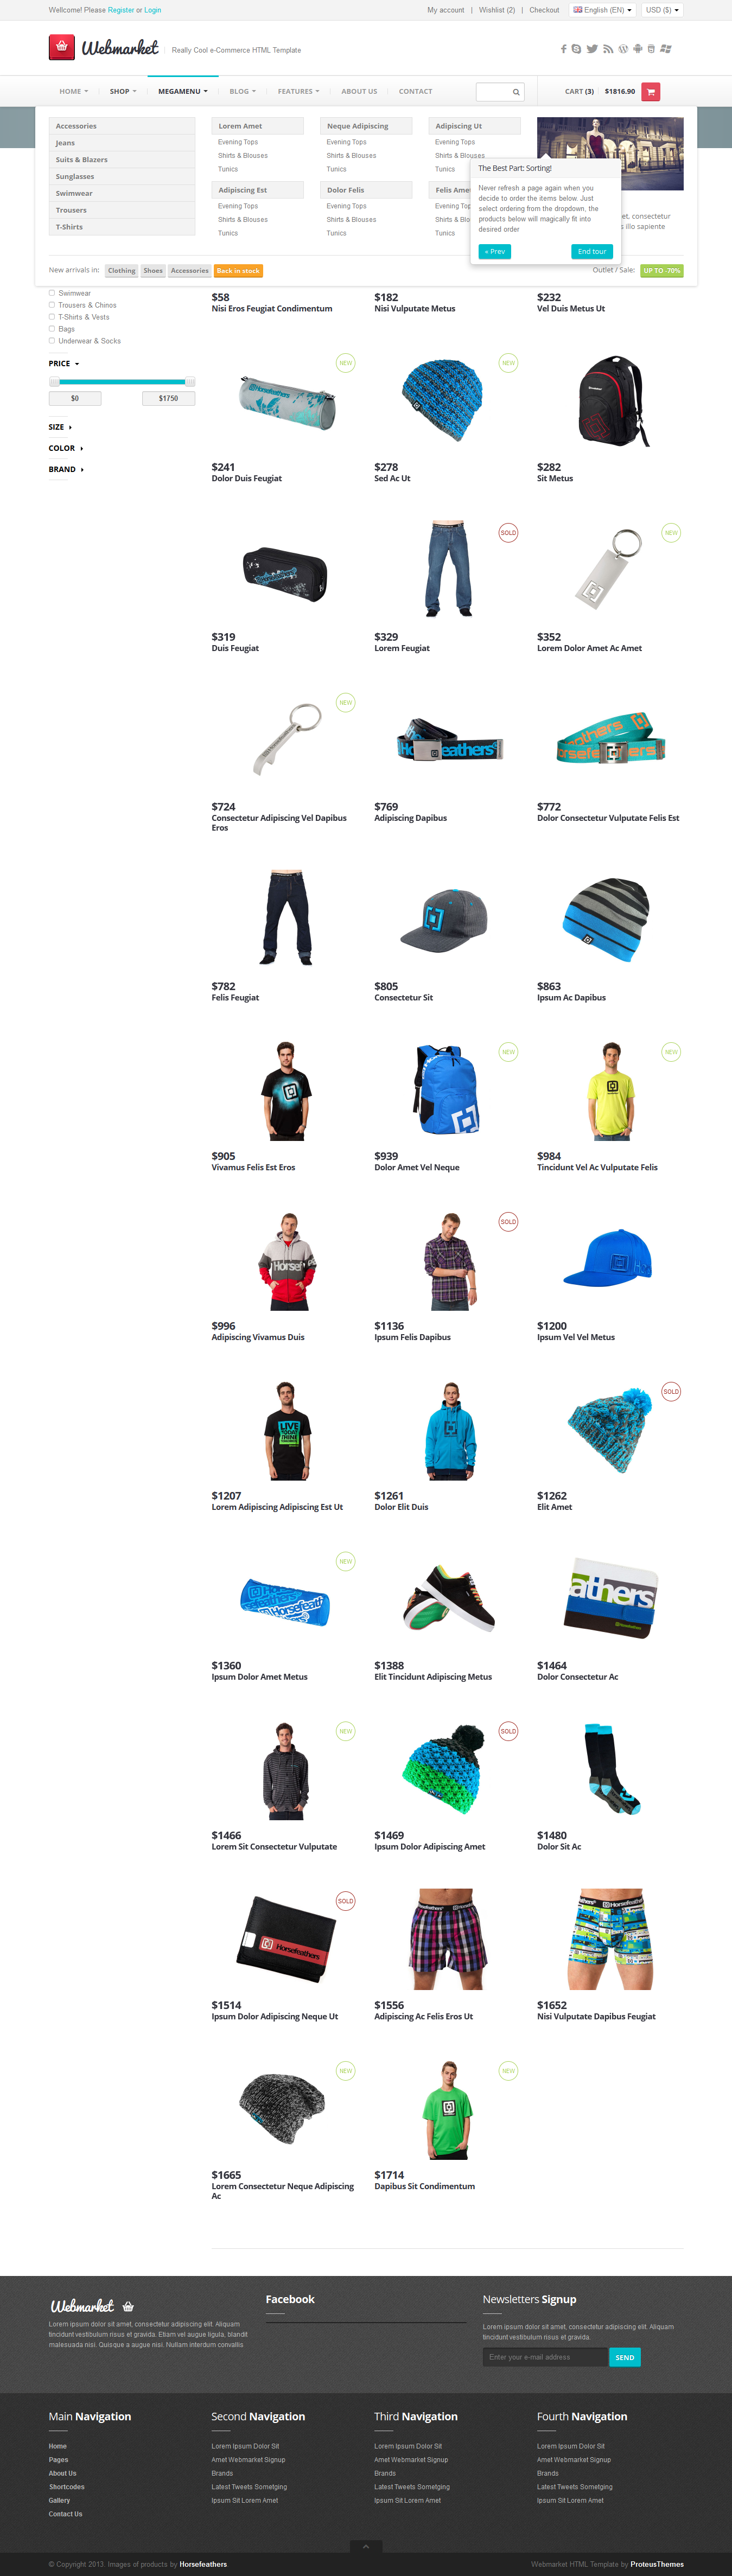 Wellcome! Please Register or Login
My account | Wishlist (2) | Checkout
English (EN)
USD ($)
Webmarket
Really Cool e-Commerce HTML Template
HOME
SHOP
MEGAMENU
BLOG
FEATURES
ABOUT US
CONTACT
CART (3)
$1816.90
Accessories
Jeans
Suits & Blazers
Sunglasses
Swimwear
Trousers
T-Shirts
Lorem Amet
Evening Tops
Shirts & Blouses
Tunics
Adipiscing Est
Evening Tops
Shirts & Blouses
Tunics
Neque Adipiscing
Evening Tops
Shirts & Blouses
Tunics
Dolor Felis
Evening Tops
Shirts & Blouses
Tunics
Adipiscing Ut
Evening Tops
Shirts & Blouses
Tunics
The Best Part: Sorting!
Never refresh a page again when you
decide to order the items below. Just
select ordering from the dropdown, the
products below will magically fit into
desired order
« Prev
End tour
consectetur
illo sapiente
New arrivals in:
Clothing
Shoes
Accessories
Back in stock
Outlet / Sale:
UP TO -70%
Swimwear
Trousers & Chinos
T-Shirts & Vests
Bags
Underwear & Socks
PRICE
$0
$1750
SIZE
COLOR
BRAND
$58
Nisi Eros Feugiat Condimentum
$182
Nisi Vulputate Metus
$232
Vel Duis Metus Ut
NEW
Horsefeathers
$241
Dolor Duis Feugiat
NEW
$278
Sed Ac Ut
$282
Sit Metus
$319
Duis Feugiat
SOLD
$329
Lorem Feugiat
NEW
$352
Lorem Dolor Amet Ac Amet
NEW
$724
Consectetur Adipiscing Vel Dapibus
Eros
$769
Adipiscing Dapibus
$772
Dolor Consectetur Vulputate Felis Est
$782
Felis Feugiat
$805
Consectetur Sit
$863
Ipsum Ac Dapibus
$905
Vivamus Felis Est Eros
NEW
$939
Dolor Amet Vel Neque
NEW
$984
Tincidunt Vel Ac Vulputate Felis
$996
Adipiscing Vivamus Duis
SOLD
$1136
Ipsum Felis Dapibus
$1200
Ipsum Vel Vel Metus
$1207
Lorem Adipiscing Adipiscing Est Ut
$1261
Dolor Elit Duis
SOLD
$1262
Elit Amet
NEW
$1360
Ipsum Dolor Amet Metus
$1388
Elit Tincidunt Adipiscing Metus
$1464
Dolor Consectetur Ac
NEW
$1466
Lorem Sit Consectetur Vulputate
SOLD
$1469
Ipsum Dolor Adipiscing Amet
$1480
Dolor Sit Ac
SOLD
Horsefeathers
$1514
Ipsum Dolor Adipiscing Neque Ut
$1556
Adipiscing Ac Felis Eros Ut
$1652
Nisi Vulputate Dapibus Feugiat
NEW
$1665
Lorem Consectetur Neque Adipiscing
Ac
NEW
$1714
Dapibus Sit Condimentum
Webmarket
Lorem ipsum dolor sit amet, consectetur adipiscing elit. Aliquam
tincidunt vestibulum risus et gravida. Etiam vel augue ligula, blandit
malesuada nisi. Quisque a augue nisi. Nullam interdum convallis
Facebook
Newsletters Signup
Lorem ipsum dolor sit amet, consectetur adipiscing elit. Aliquam
tincidunt vestibulum risus et gravida.
Enter your e-mail address
SEND
Main Navigation
Home
Pages
About Us
Shortcodes
Gallery
Contact Us
Second Navigation
Lorem Ipsum Dolor Sit
Amet Webmarket Signup
Brands
Latest Tweets Sometging
Ipsum Sit Lorem Amet
Third Navigation
Lorem Ipsum Dolor Sit
Amet Webmarket Signup
Brands
Latest Tweets Sometging
Ipsum Sit Lorem Amet
Fourth Navigation
Lorem Ipsum Dolor Sit
Amet Webmarket Signup
Brands
Latest Tweets Sometging
Ipsum Sit Lorem Amet
© Copyright 2013. Images of products by Horsefeathers
Webmarket HTML Template by ProteusThemes